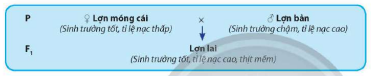 P ♀ Lợn móng cái × ♂ Lợn bản
(Sinh trưởng tốt, tỉ lệ nạc thấp) (Sinh trưởng chậm, tỉ lệ nạc cao)
F₁ Lợn lai
(Sinh trưởng tốt, tỉ lệ nạc cao, thịt mềm)